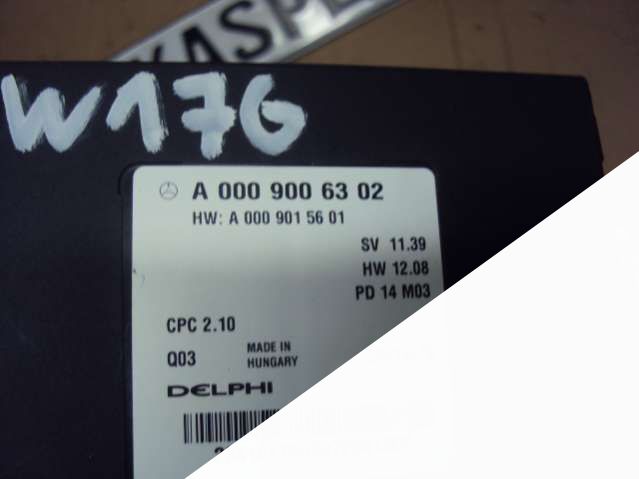 KASPE
W176
A 000 900 63 02
HW: A 000 901 56 01
SV 11.39
HW 12.08
PD 14 M03
CPC 2.10
Q03
MADE IN
HUNGARY
DELPHI